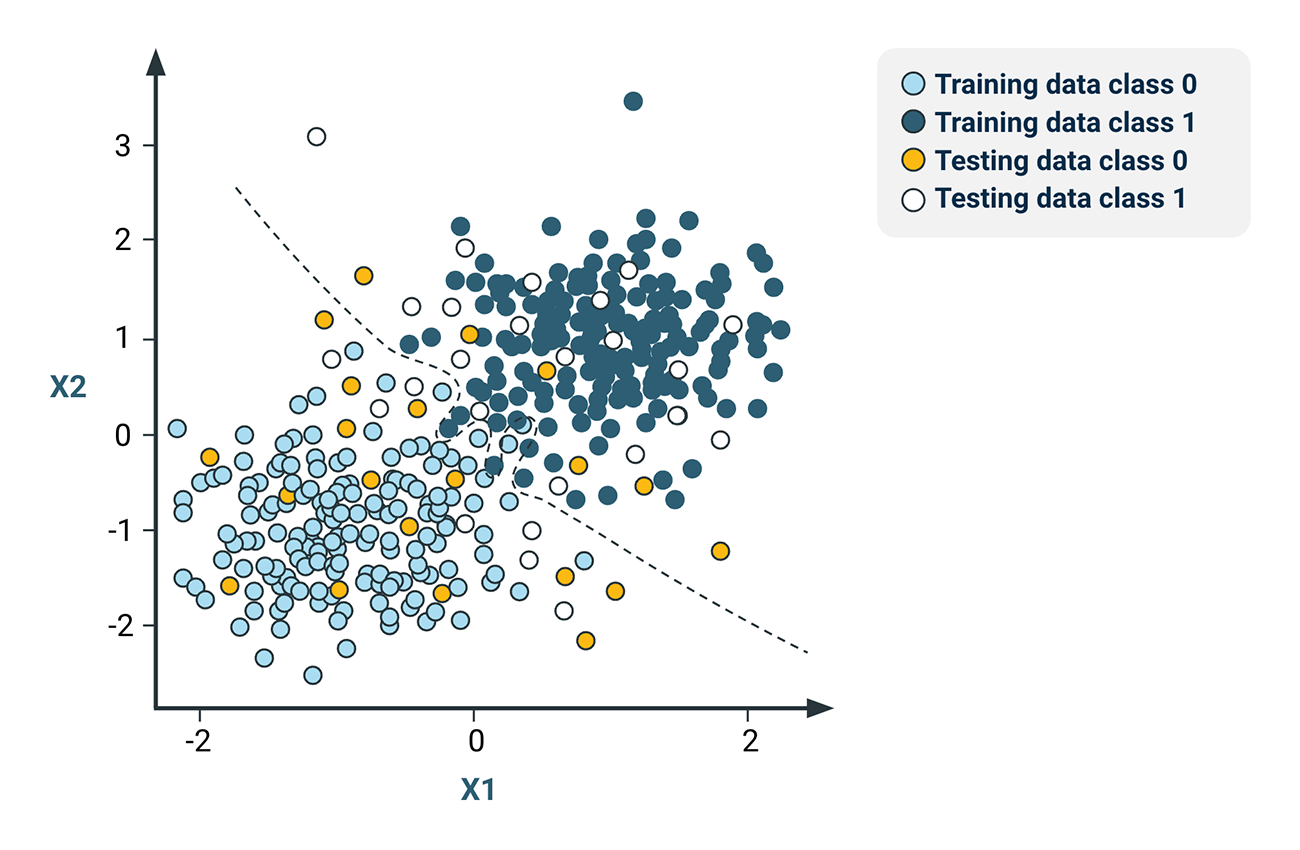 Training data class 0
Training data class 1
Testing data class 0
Testing data class 1
3
2
1
X2
0
-1
-2
-2 0 2
X1